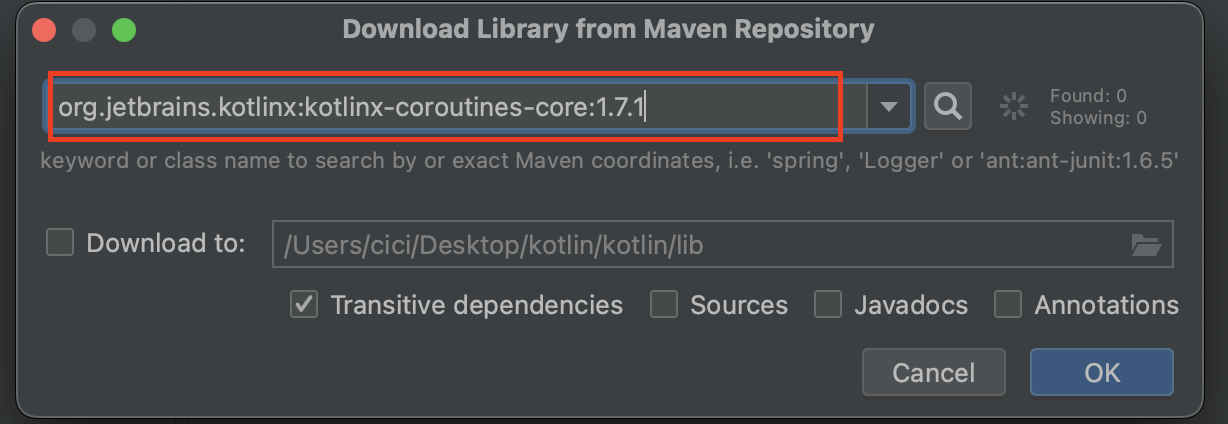 Download Library from Maven Repository
org.jetbrains.kotlinx:kotlinx-coroutines-core:1.7.1
Found: 0
Showing: 0
keyword or class name to search by or exact Maven coordinates, i.e. 'spring', 'Logger' or 'ant:ant-junit:1.6.5'
Download to: /Users/cici/Desktop/kotlin/kotlin/lib
Transitive dependencies Sources Javadocs Annotations
Cancel OK